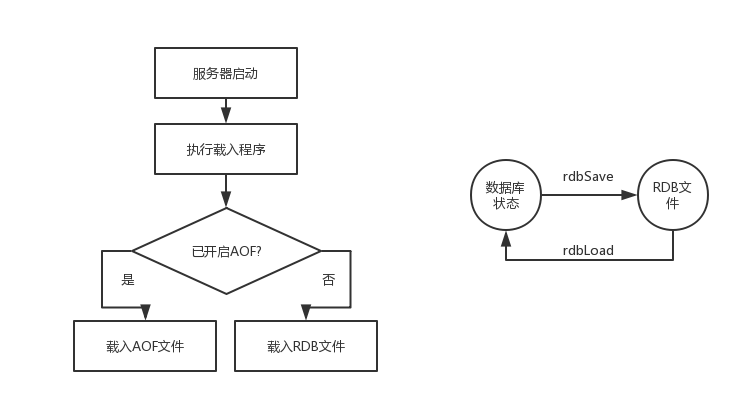 服务器启动
执行载入程序
已开启AOF?
是
否
载入AOF文件
载入RDB文件
数据库
状态
rdbSave
RDB文
件
rdbLoad